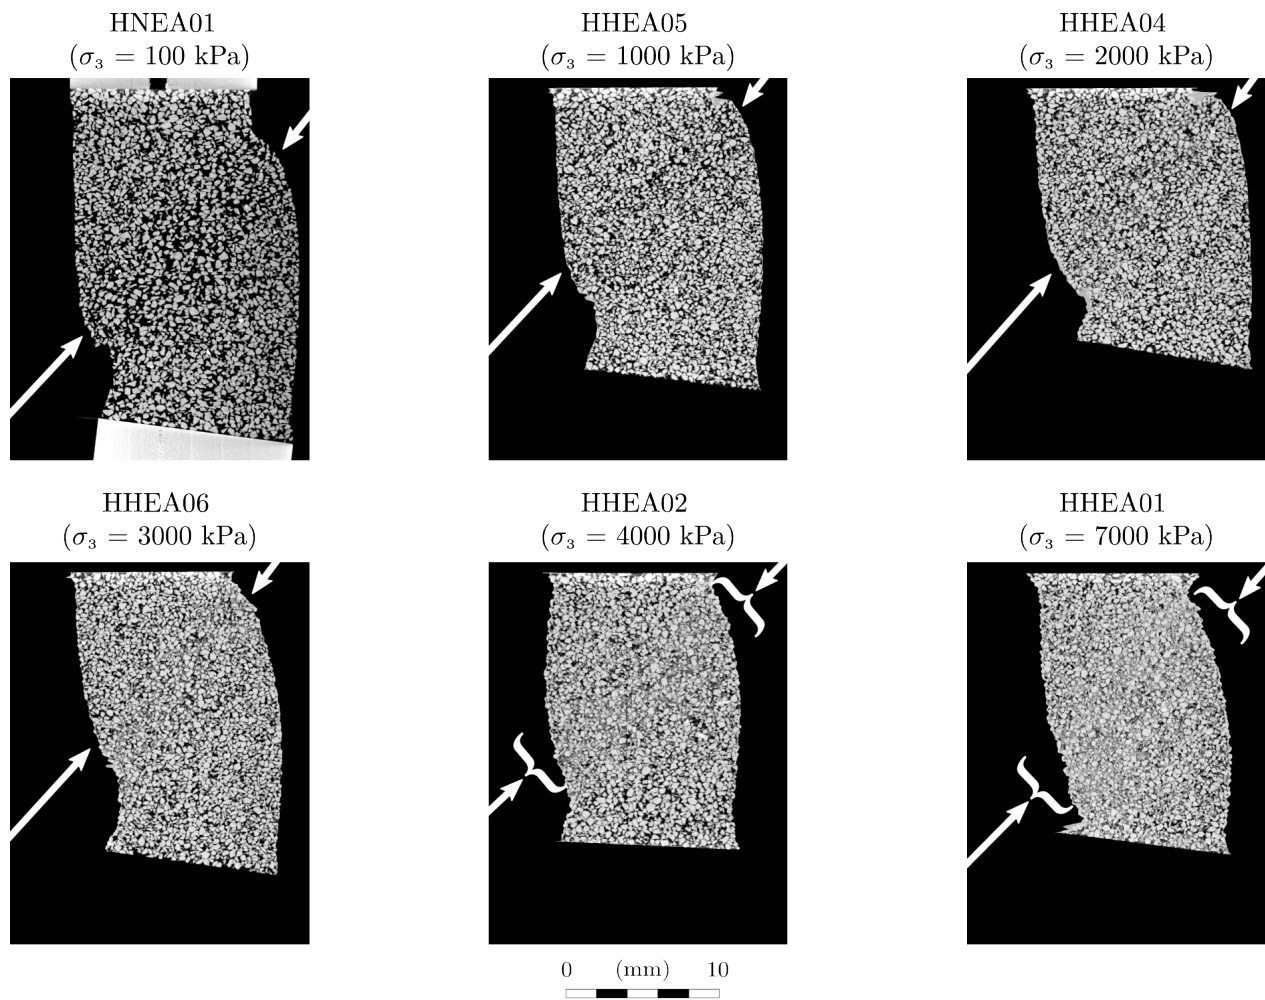 HNEA01
(σ₃ = 100 kPa)
HHEA05
(σ₃ = 1000 kPa)
HHEA04
(σ₃ = 2000 kPa)
HHEA06
(σ₃ = 3000 kPa)
HHEA02
(σ₃ = 4000 kPa)
HHEA01
(σ₃ = 7000 kPa)
0 (mm) 10